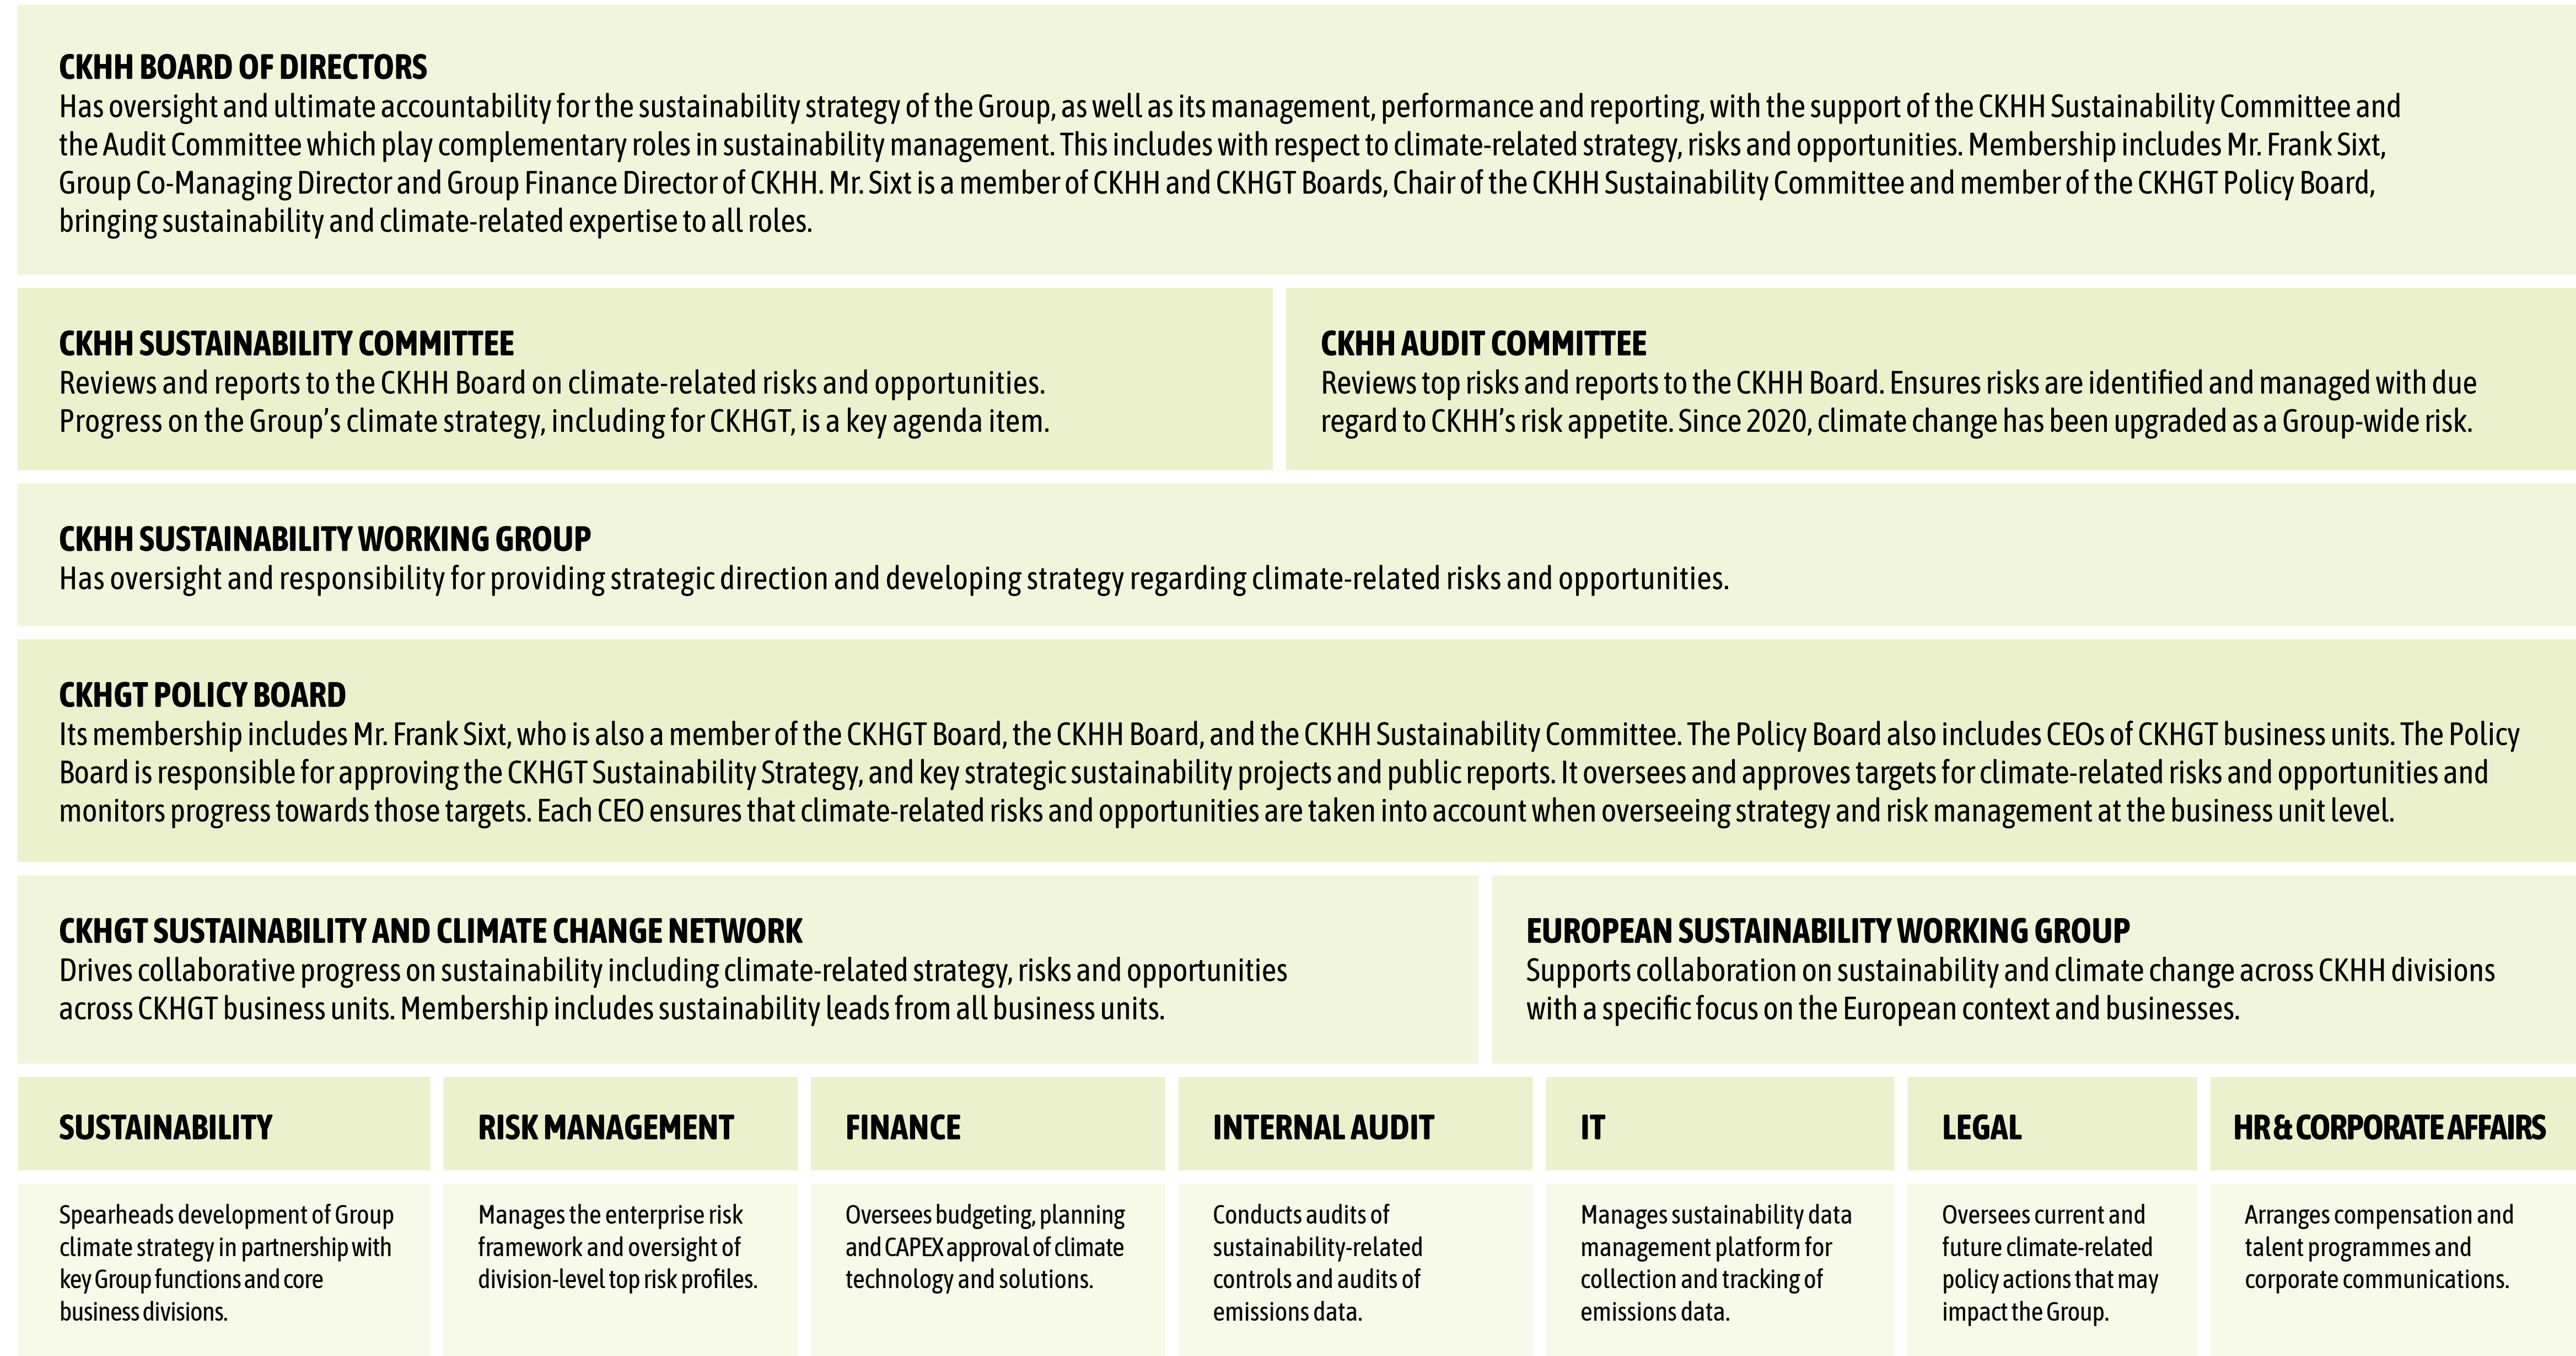 CKHH BOARD OF DIRECTORS
Has oversight and ultimate accountability for the sustainability strategy of the Group, as well as its management, performance and reporting, with the support of the CKHH Sustainability Committee and
the Audit Committee which play complementary roles in sustainability management. This includes with respect to climate-related strategy, risks and opportunities. Membership includes Mr. Frank Sixt,
Group Co-Managing Director and Group Finance Director of CKHH. Mr. Sixt is a member of CKHH and CKHGT Boards, Chair of the CKHH Sustainability Committee and member of the CKHGT Policy Board,
bringing sustainability and climate-related expertise to all roles.
CKHH SUSTAINABILITY COMMITTEE
Reviews and reports to the CKHH Board on climate-related risks and opportunities.
Progress on the Group’s climate strategy, including for CKHGT, is a key agenda item.
CKHH AUDIT COMMITTEE
Reviews top risks and reports to the CKHH Board. Ensures risks are identified and managed with due
regard to CKHH’s risk appetite. Since 2020, climate change has been upgraded as a Group-wide risk.
CKHH SUSTAINABILITY WORKING GROUP
Has oversight and responsibility for providing strategic direction and developing strategy regarding climate-related risks and opportunities.
CKHGT POLICY BOARD
Its membership includes Mr. Frank Sixt, who is also a member of the CKHGT Board, the CKHH Board, and the CKHH Sustainability Committee. The Policy Board also includes CEOs of CKHGT business units. The Policy
Board is responsible for approving the CKHGT Sustainability Strategy, and key strategic sustainability projects and public reports. It oversees and approves targets for climate-related risks and opportunities and
monitors progress towards those targets. Each CEO ensures that climate-related risks and opportunities are taken into account when overseeing strategy and risk management at the business unit level.
CKHGT SUSTAINABILITY AND CLIMATE CHANGE NETWORK
Drives collaborative progress on sustainability including climate-related strategy, risks and opportunities
across CKHGT business units. Membership includes sustainability leads from all business units.
EUROPEAN SUSTAINABILITY WORKING GROUP
Supports collaboration on sustainability and climate change across CKHH divisions
with a specific focus on the European context and businesses.
SUSTAINABILITY
Spearheads development of Group
climate strategy in partnership with
key Group functions and core
business divisions.
RISK MANAGEMENT
Manages the enterprise risk
framework and oversight of
division-level top risk profiles.
FINANCE
Oversees budgeting, planning
and CAPEX approval of climate
technology and solutions.
INTERNAL AUDIT
Conducts audits of
sustainability-related
controls and audits of
emissions data.
IT
Manages sustainability data
management platform for
collection and tracking of
emissions data.
LEGAL
Oversees current and
future climate-related
policy actions that may
impact the Group.
HR & CORPORATE AFFAIRS
Arranges compensation and
talent programmes and
corporate communications.